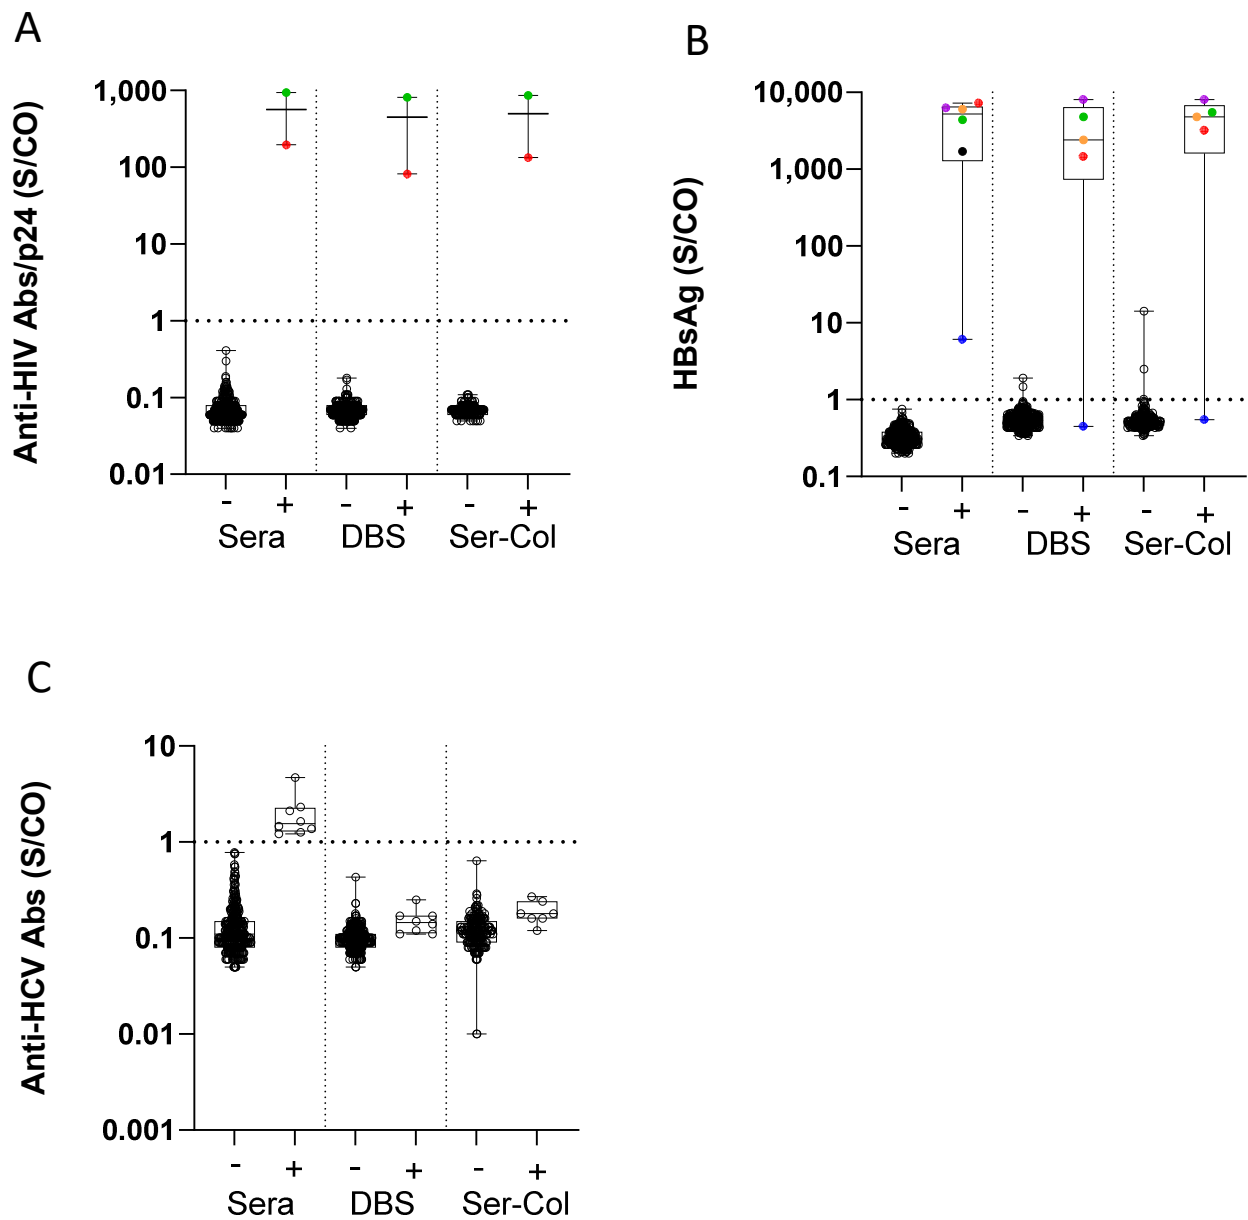 A
Anti-HIV Abs/p24 (S/CO)
1,000
100
10
1
0.1
0.01
- + - + - +
Sera DBS Ser-Col
B
HBsAg (S/CO)
10,000
1,000
100
10
1
0.1
- + - + - +
Sera DBS Ser-Col
C
Anti-HCV Abs (S/CO)
10
1
0.1
0.01
0.001
- + - + - +
Sera DBS Ser-Col